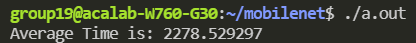 group19@acalab-W760-G30:~/mobilenet$ ./a.out
Average Time is: 2278.529297